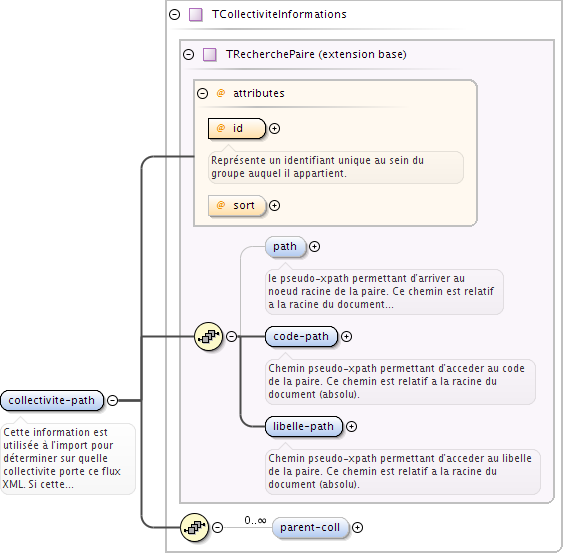 TCollectiviteInformations
TRecherchePaire (extension base)
@ attributes
@ id
Représente un identifiant unique au sein du
groupe auquel il appartient.
@ sort
path
le pseudo-xpath permettant d'arriver au
noeud racine de la paire. Ce chemin est relatif
a la racine du document...
code-path
Chemin pseudo-xpath permettant d'acceder au code
de la paire. Ce chemin est relatif a la racine du
document (absolu).
libelle-path
Chemin pseudo-xpath permettant d'acceder au libelle
de la paire. Ce chemin est relatif a la racine du
document (absolu).
collectivite-path
Cette information est
utilisée à l'import pour
déterminer sur quelle
collectivite porte ce flux
XML. Si cette...
0..∞
parent-coll